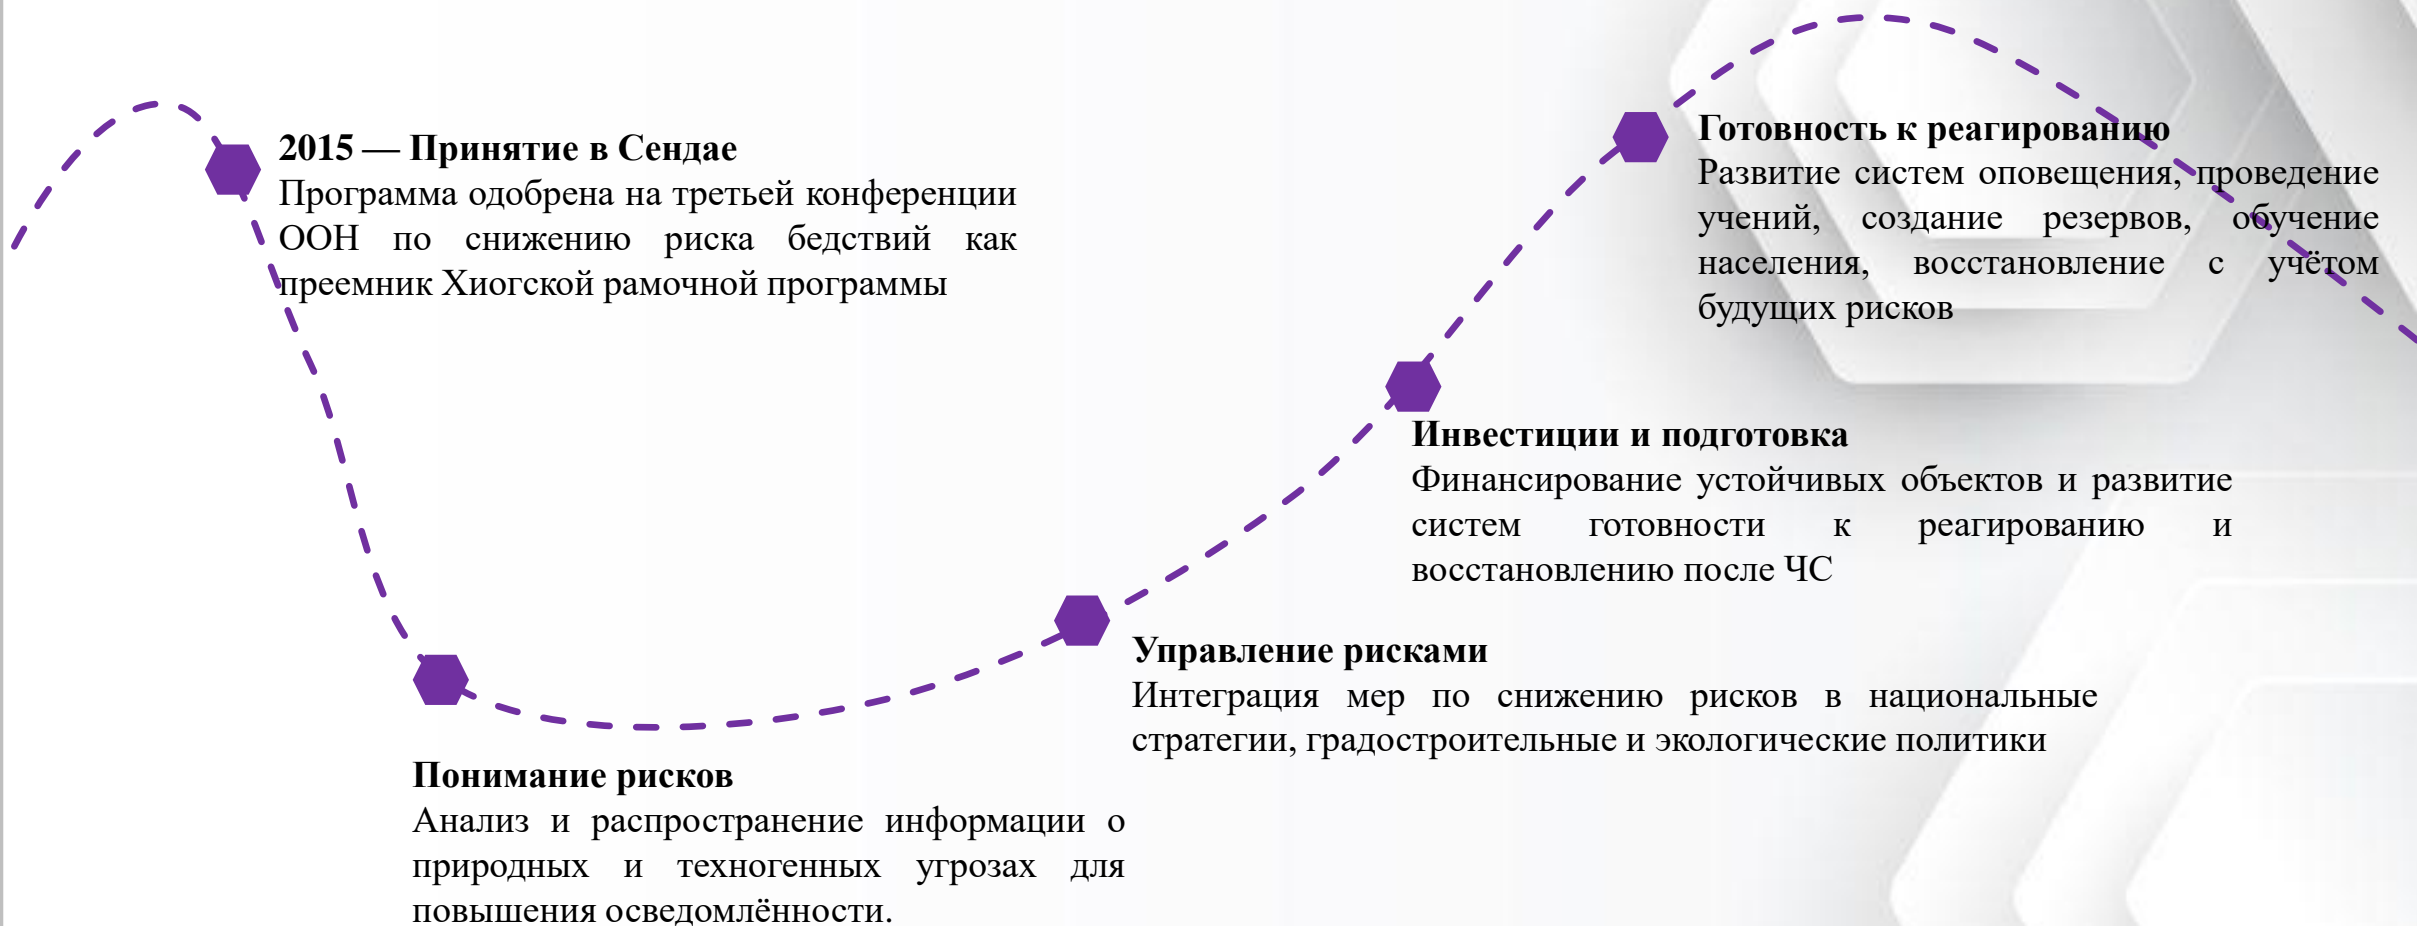 2015 — Принятие в Сендае
Программа одобрена на третьей конференции
ООН по снижению риска бедствий как
преемник Хиогской рамочной программы
Понимание рисков
Анализ и распространение информации о
природных и техногенных угрозах для
повышения осведомлённости.
Управление рисками
Интеграция мер по снижению рисков в национальные
стратегии, градостроительные и экологические политики
Инвестиции и подготовка
Финансирование устойчивых объектов и развитие
систем готовности к реагированию и
восстановлению после ЧС
Готовность к реагированию
Развитие систем оповещения, проведение
учений, создание резервов, обучение
населения, восстановление с учётом
будущих рисков